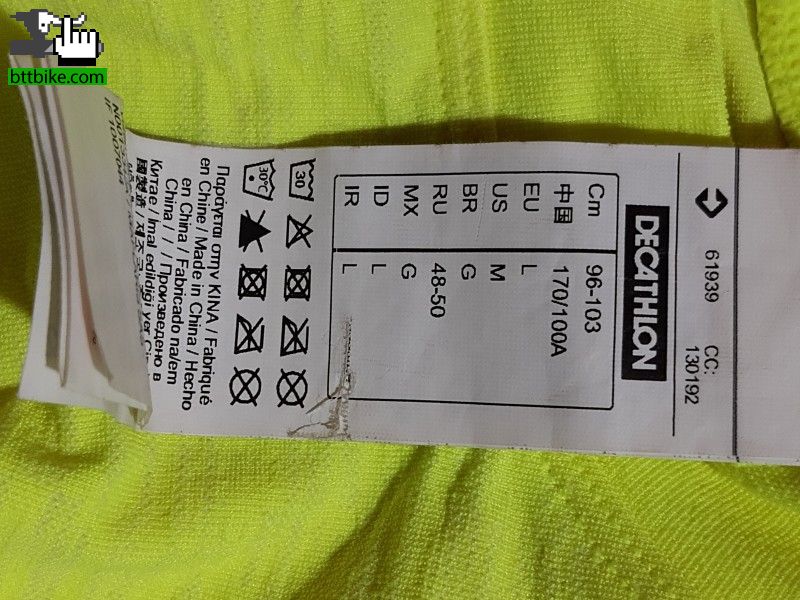 bttbike.com
61939 CC:
130192
DECATHLON
Cm 96-103
中国 170/100A
EU L
US M
BR G
RU 48-50
MX G
ID L
IR L
30
30°C
Παράγεται στην KINA / Fabriqué
en Chine / Made in China / Hecho
en China / Fabricado na/em
China / / / Произведено в
Китае / Imal edildiği yer